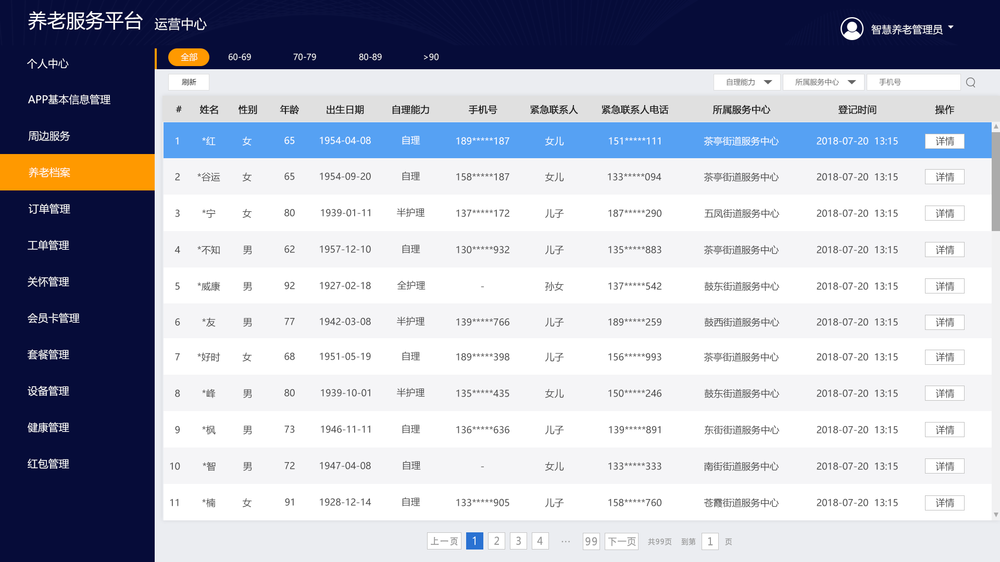 养老服务平台 运营中心
智慧养老管理员
个人中心
APP基本信息管理
周边服务
养老档案
订单管理
工单管理
关怀管理
会员卡管理
套餐管理
设备管理
健康管理
红包管理
全部 60-69 70-79 80-89 >90
刷新 自理能力 所属服务中心 手机号
# 姓名 性别 年龄 出生日期 自理能力 手机号 紧急联系人 紧急联系人电话 所属服务中心 登记时间 操作
1 *红 女 65 1954-04-08 自理 189*****187 女儿 151*****111 茶亭街道服务中心 2018-07-20 13:15 详情
2 *谷运 女 65 1954-09-20 自理 158*****187 女儿 133*****094 茶亭街道服务中心 2018-07-20 13:15 详情
3 *宁 女 80 1939-01-11 半护理 137*****172 儿子 187*****290 五凤街道服务中心 2018-07-20 13:15 详情
4 *不知 男 62 1957-12-10 自理 130*****932 儿子 135*****883 茶亭街道服务中心 2018-07-20 13:15 详情
5 *威康 男 92 1927-02-18 全护理 - 孙女 137*****542 鼓东街道服务中心 2018-07-20 13:15 详情
6 *友 男 77 1942-03-08 半护理 139*****766 儿子 189*****259 鼓西街道服务中心 2018-07-20 13:15 详情
7 *好时 女 68 1951-05-19 自理 189*****398 儿子 156*****993 茶亭街道服务中心 2018-07-20 13:15 详情
8 *峰 男 80 1939-10-01 半护理 135*****435 女儿 150*****246 鼓东街道服务中心 2018-07-20 13:15 详情
9 *枫 男 73 1946-11-11 自理 136*****636 儿子 139*****891 东街街道服务中心 2018-07-20 13:15 详情
10 *智 男 72 1947-04-08 自理 - 女儿 133*****333 南街街道服务中心 2018-07-20 13:15 详情
11 *楠 女 91 1928-12-14 自理 133*****905 儿子 158*****760 苍霞街道服务中心 2018-07-20 13:15 详情
上一页 1 2 3 4 ··· 99 下一页 共99页 到第 1 页